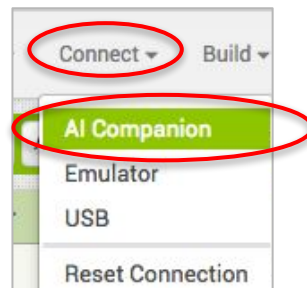 Connect Build
AI Companion
Emulator
USB
Reset Connection